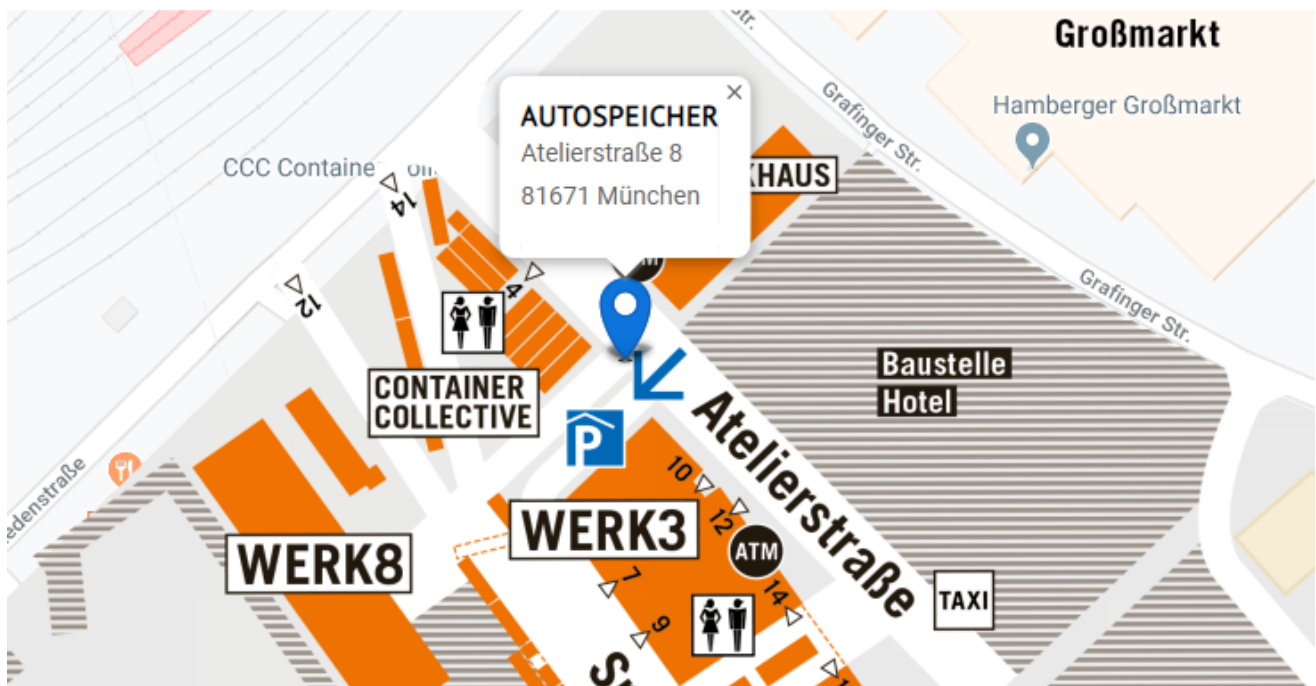 Großmarkt
Hamberger Großmarkt
Grafinger Str.
Grafinger Str.
Str.
AUTOSPEICHER
Atelierstraße 8
81671 München
CCC Containe
KHAUS
14
12
4
CONTAINER
COLLECTIVE
P
Baustelle
Hotel
Atelierstraße
10
12
WERK3
ATM
WERK8
7
9
14
TAXI